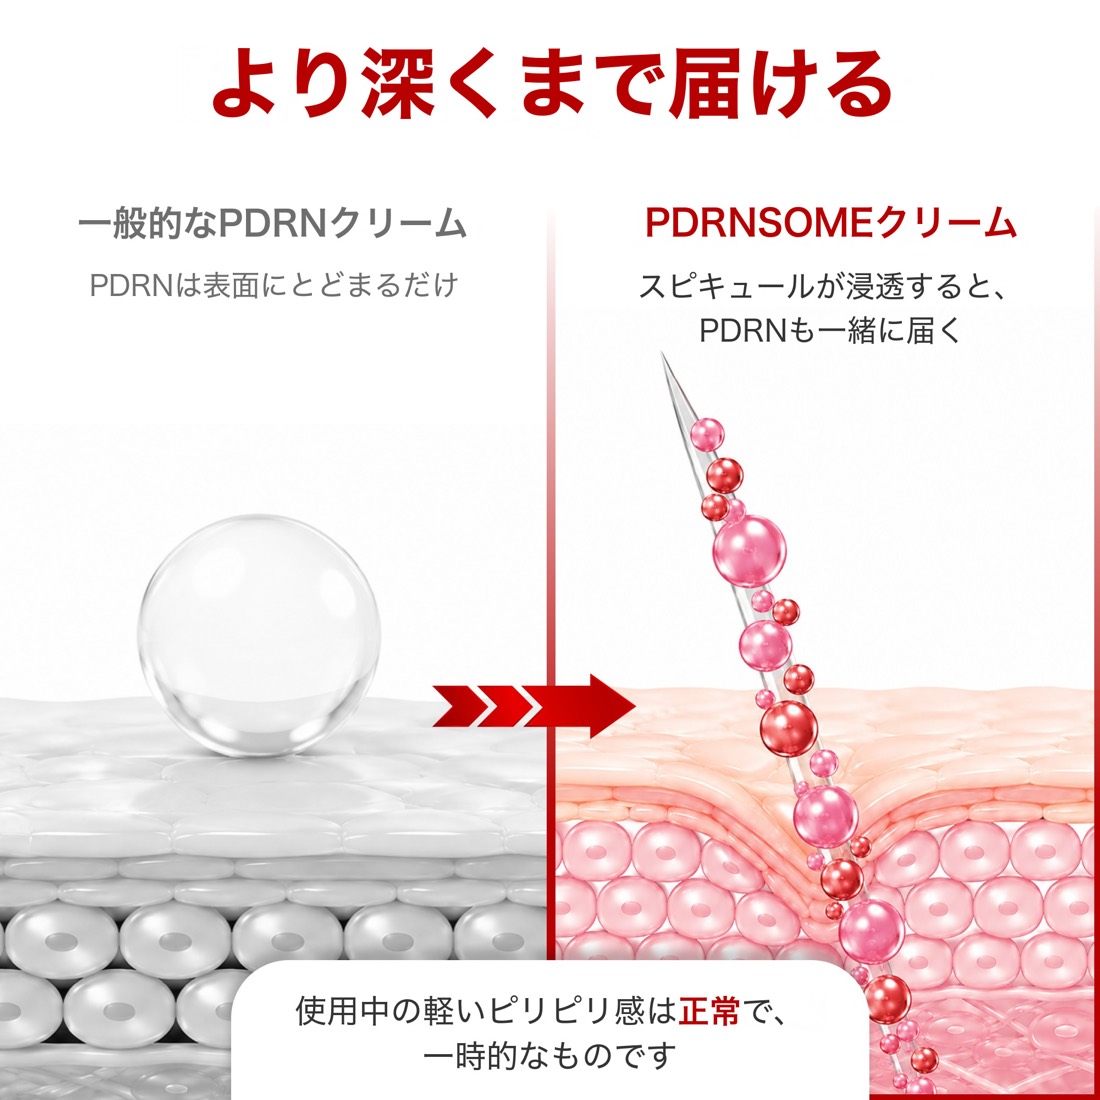 より深くまで届ける
一般的なPDRNクリーム
PDRNは表面にとどまるだけ
PDRNSOMEクリーム
スピキュールが浸透すると、
PDRNも一緒に届く
使用中の軽いピリピリ感は正常で、
一時的なものです